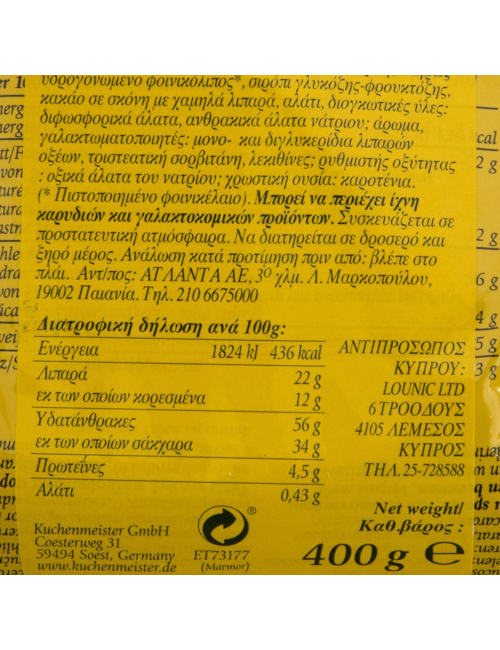 υδρογονωμένο φοινικόλιπος*, σιρόπι γλυκόζης-φρουκτόζης,
κακάο σε σκόνη με χαμηλά λιπαρά, αλάτι, διογκωτικές ύλες:
διφωσφορικά άλατα, ανθρακικά άλατα νάτριου; άρωμα,
γαλακτωματοποιητές: μονο- και διγλυκερίδια λιπαρών
οξέων, τριστεατική σορβιτάνη, λεκιθίνες; ρυθμιστής οξύτητας
: οξικά άλατα του νατρίου; χρωστική ουσία: καροτένια.
(* Πιστοποιημένο φοινικέλαιο). Μπορεί να περιέχει ίχνη
καρυδιών και γαλακτοκομικών προϊόντων. Συσκευάζεται σε
προστατευτική ατμόσφαιρα. Να διατηρείται σε δροσερό και
ξηρό μέρος. Ανάλωση κατά προτίμηση πριν από: βλέπε στο
πλάι. Αντ/πος: ΑΤΛΑΝΤΑ ΑΕ, 3º χλμ. Λ. Μαρκοπούλου,
19002 Παιανία. Τηλ. 210 6675000
Διατροφική δήλωση ανά 100g:
Ενέργεια 1824 kJ 436 kcal
Λιπαρά 22 g
εκ των οποίων κορεσμένα 12 g
Υδατάνθρακες 56 g
εκ των οποίων σάκχαρα 34 g
Πρωτεΐνες 4,5 g
Αλάτι 0,43 g
ΑΝΤΙΠΡΟΣΩΠΟΣ
ΚΥΠΡΟΥ:
LOUNIC LTD
6 ΤΡΟΟΔΟΥΣ
4105 ΛΕΜΕΣΟΣ
ΚΥΠΡΟΣ
ΤΗΛ. 25-728588
Kuchenmeister GmbH
Coesterweg 31
59494 Soest, Germany
www.kuchenmeister.de
®
ET73177
(Marmor)
Net weight/
Καθ.βάρος :
400 g ℮